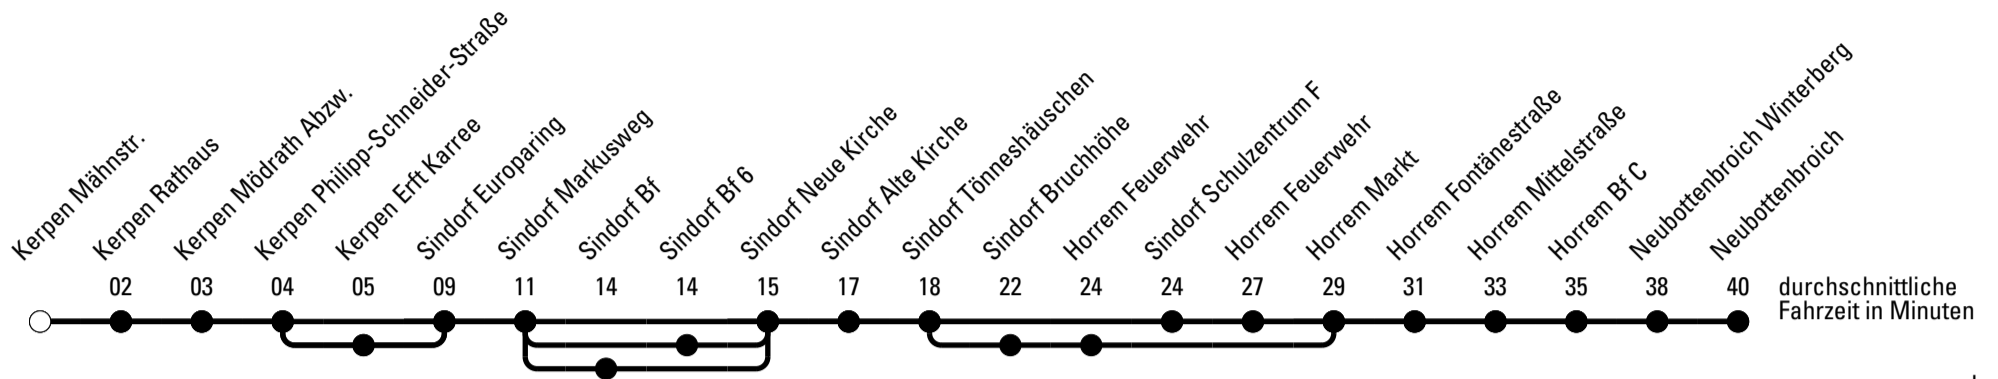 Kerpen Mähnstr.
Kerpen Rathaus
Kerpen Mödrath Abzw.
Kerpen Philipp-Schneider-Straße
Kerpen Erft Karree
Sindorf Europaring
Sindorf Markusweg
Sindorf Bf
Sindorf Bf 6
Sindorf Neue Kirche
Sindorf Alte Kirche
Sindorf Tönneshäuschen
Sindorf Bruchhöhe
Horrem Feuerwehr
Sindorf Schulzentrum F
Horrem Feuerwehr
Horrem Markt
Horrem Fontänestraße
Horrem Mittelstraße
Horrem Bf C
Neubottenbroich Winterberg
Neubottenbroich
02 03 04 05 09 11 14 14 15 17 18 22 24 24 27 29 31 33 35 38 40 durchschnittliche
Fahrzeit in Minuten